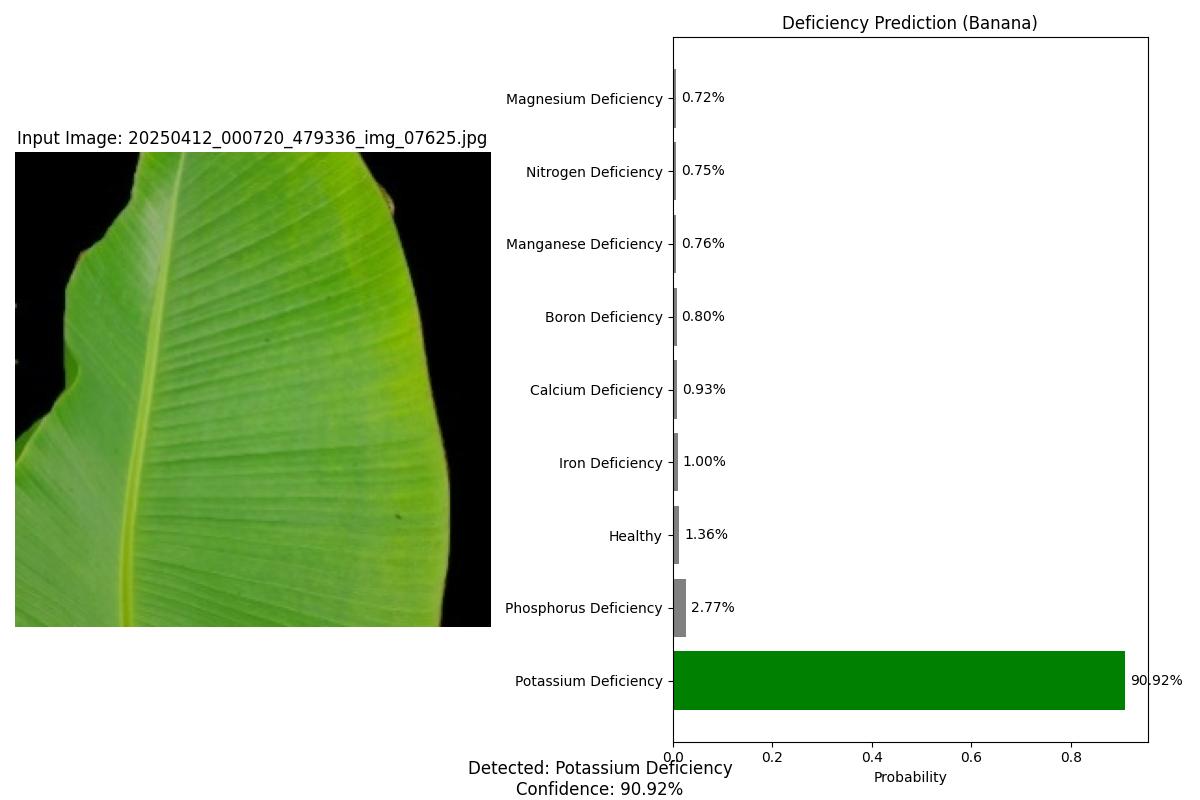 Deficiency Prediction (Banana)
Input Image: 20250412_000720_479336_img_07625.jpg
Magnesium Deficiency 0.72%
Nitrogen Deficiency 0.75%
Manganese Deficiency 0.76%
Boron Deficiency 0.80%
Calcium Deficiency 0.93%
Iron Deficiency 1.00%
Healthy 1.36%
Phosphorus Deficiency 2.77%
Potassium Deficiency 90.92%
0.0 0.2 0.4 0.6 0.8
Probability
Detected: Potassium Deficiency
Confidence: 90.92%